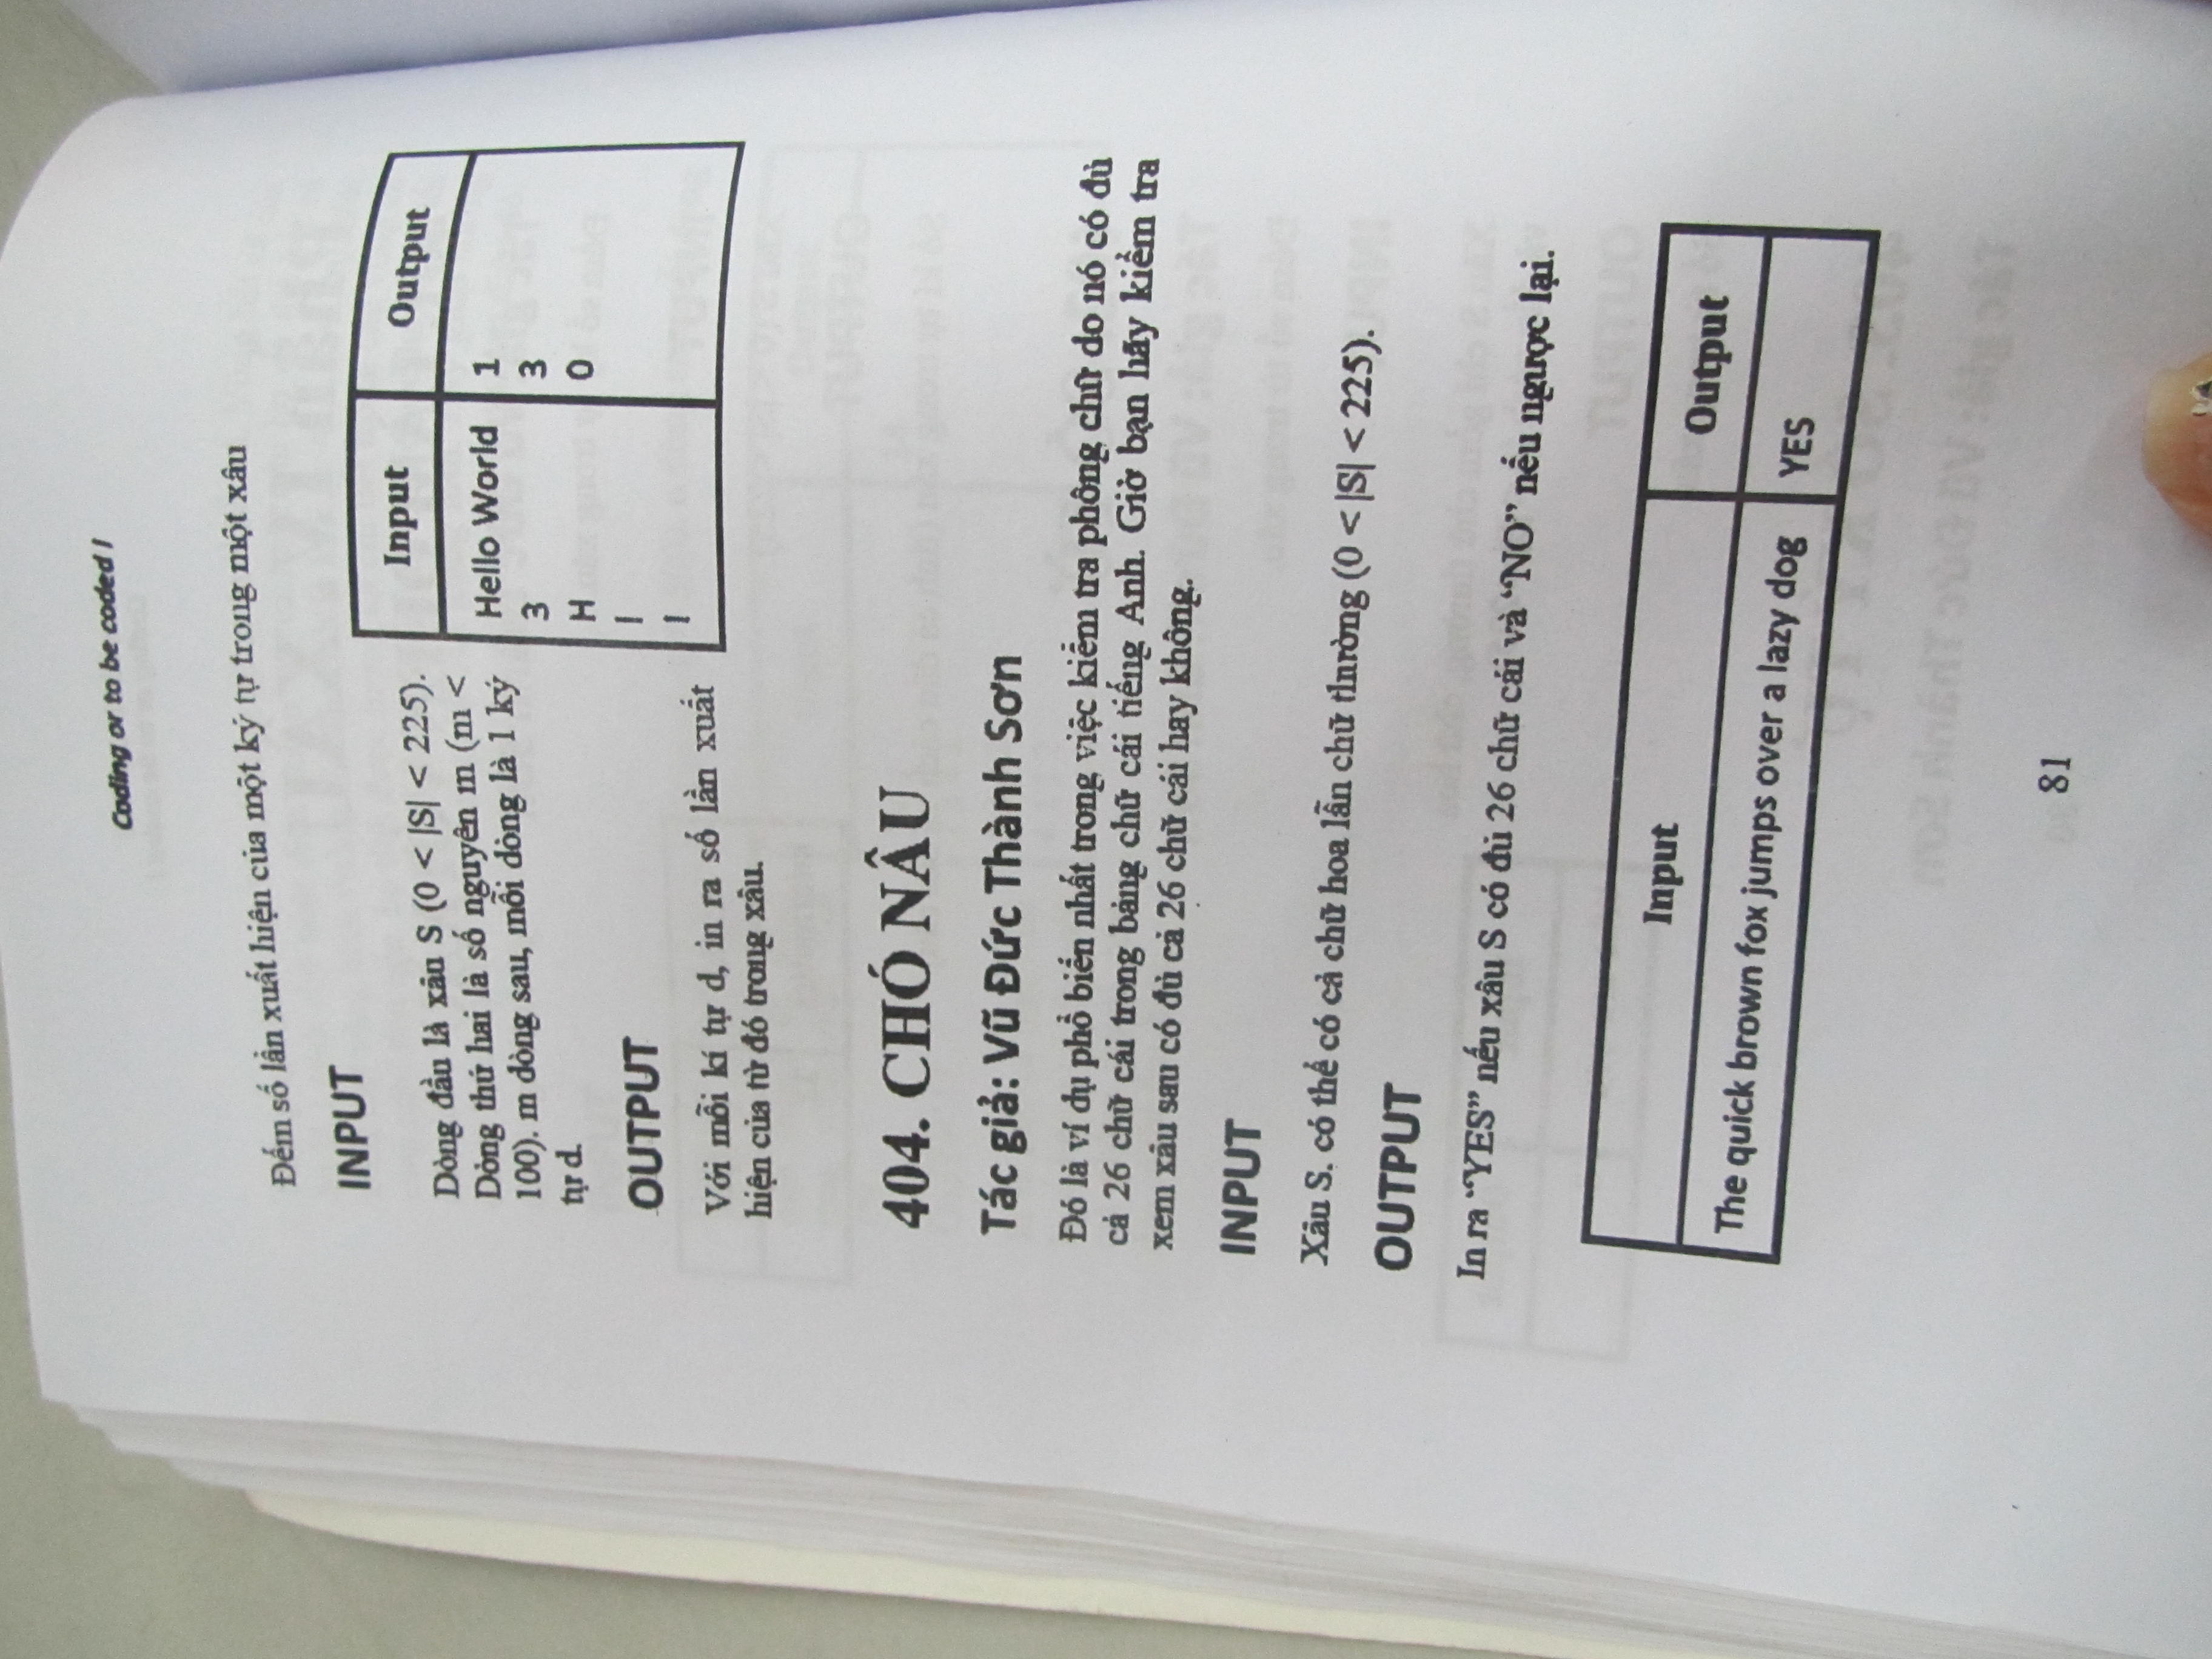 Coding or to be coded !
Đếm số lần xuất hiện của một ký tự trong một xâu
INPUT
Dòng đầu là xâu S (0 < |S| < 225).
Dòng thứ hai là số nguyên m (m <
100). m dòng sau, mỗi dòng là 1 ký
tự d.
OUTPUT
Với mỗi kí tự d, in ra số lần xuất
hiện của từ đó trong xâu.
Input Output
Hello World 1
3 3
H 0
l
I
404. CHÓ NÂU
Tác giả: Vũ Đức Thành Sơn
Đó là ví dụ phổ biến nhất trong việc kiểm tra phông chữ do nó có đủ
cả 26 chữ cái trong bảng chữ cái tiếng Anh. Giờ bạn hãy kiểm tra
xem xâu sau có đủ cả 26 chữ cái hay không.
INPUT
Xâu S. có thể có cả chữ hoa lẫn chữ thường (0 < |S| < 225).
OUTPUT
In ra “YES” nếu xâu S có đủ 26 chữ cái và “NO” nếu ngược lại.
Input Output
The quick brown fox jumps over a lazy dog YES
81